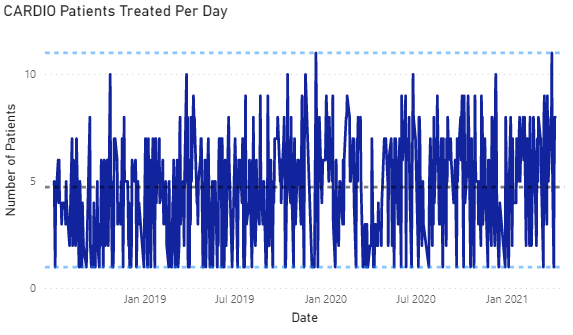 CARDIO Patients Treated Per Day
Number of Patients
10
5
0
Jan 2019 Jul 2019 Jan 2020 Jul 2020 Jan 2021
Date